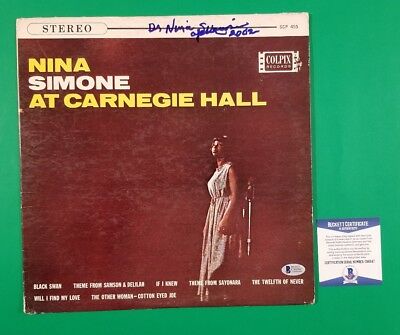 STEREO
Dr Nina Simone
2002
SCP 455
COLPIX
RECORDS
NINA
SIMONE
AT CARNEGIE HALL
BLACK SWAN THEME FROM SAMSON & DELILAH IF I KNEW THEME FROM SAYONARA THE TWELFTH OF NEVER
WILL I FIND MY LOVE THE OTHER WOMAN—COTTON EYED JOE
BECKETT CERTIFICATE